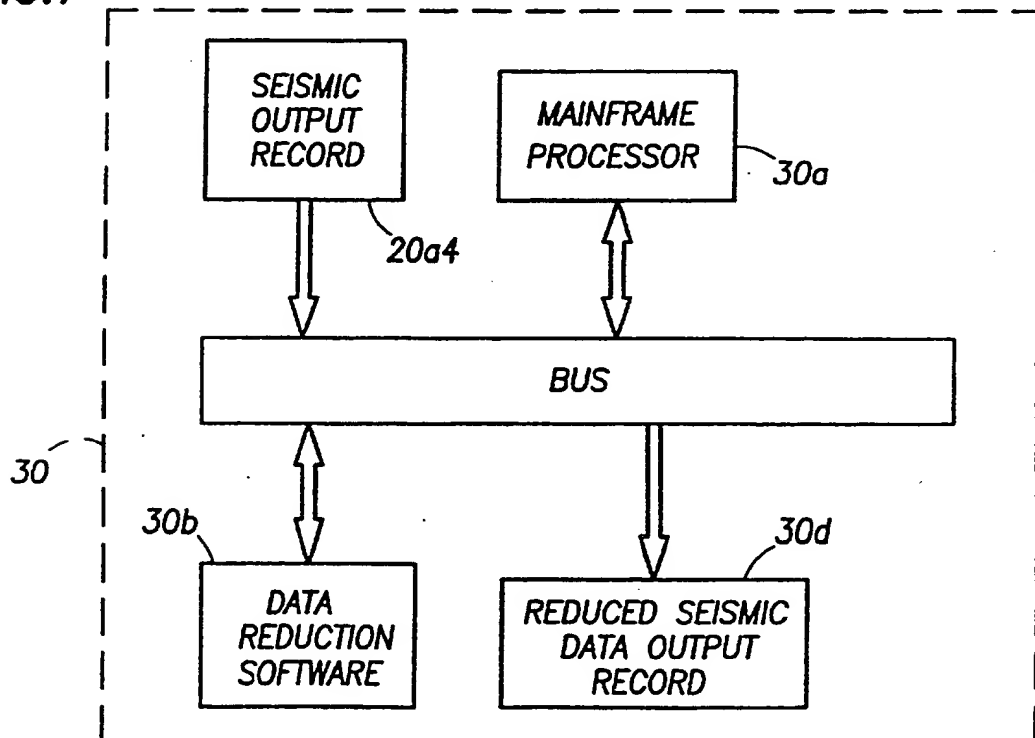 SEISMIC
OUTPUT
RECORD
20a4
MAINFRAME
PROCESSOR
30a
BUS
30
30b
DATA
REDUCTION
SOFTWARE
30d
REDUCED SEISMIC
DATA OUTPUT
RECORD